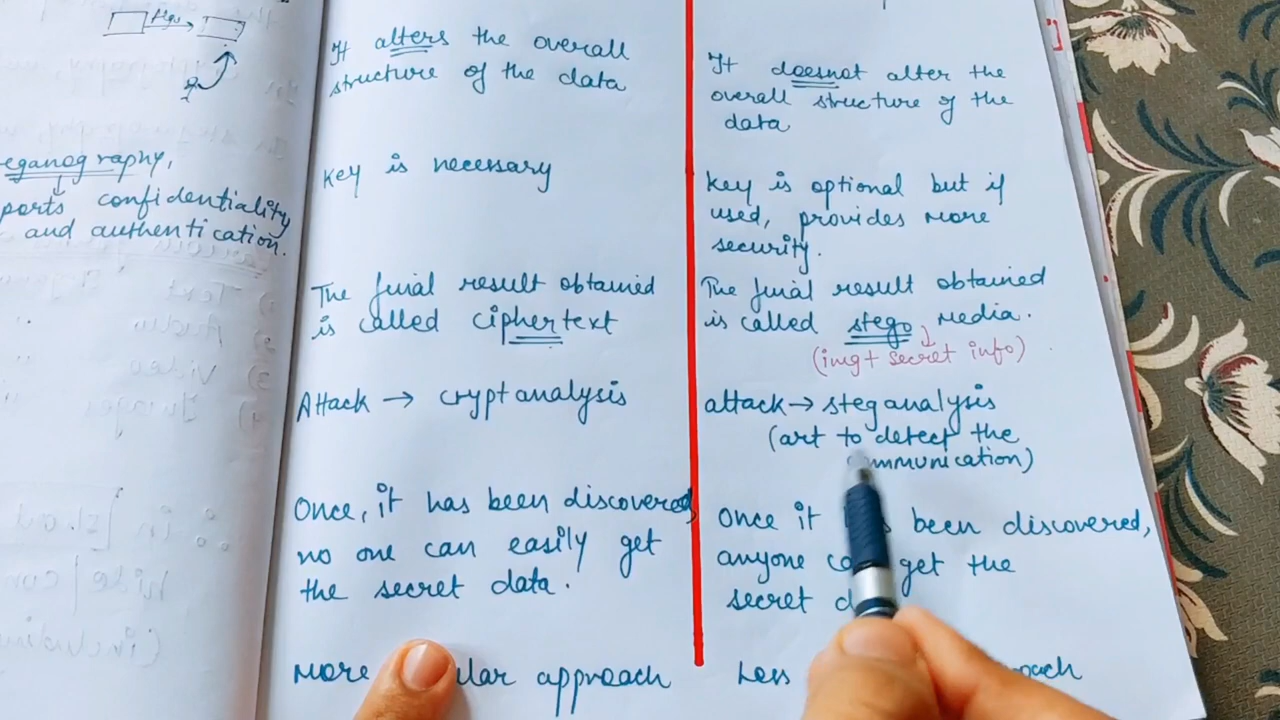 eganography,
ports confidentiality
and authentication.
It alters the overall
structure of the data
Key is necessary
The final result obtained
is called ciphertext
Attack → cryptanalysis
Once, it has been discovered,
no one can easily get
the secret data.
More ular approach
It doesnot alter the
overall structure of the
data
Key is optional but if
used, provides more
security.
The final result obtained
is called stego media.
(img+ secret info)
attack → steganalysis
(art to detect the
ommunication)
Once it s been discovered,
anyone ca get the
secret d
Less oach